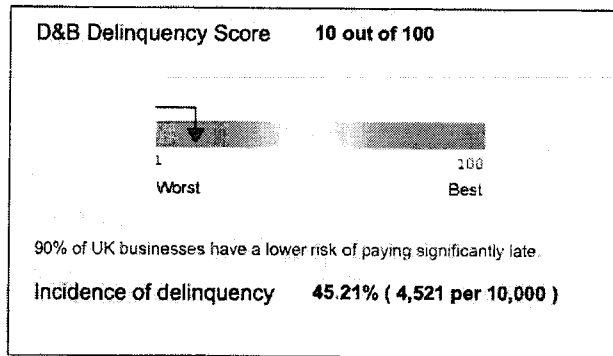 D&B Delinquency Score 10 out of 100
1 100
Worst Best
90% of UK businesses have a lower risk of paying significantly late.
Incidence of delinquency 45.21% ( 4,521 per 10,000 )